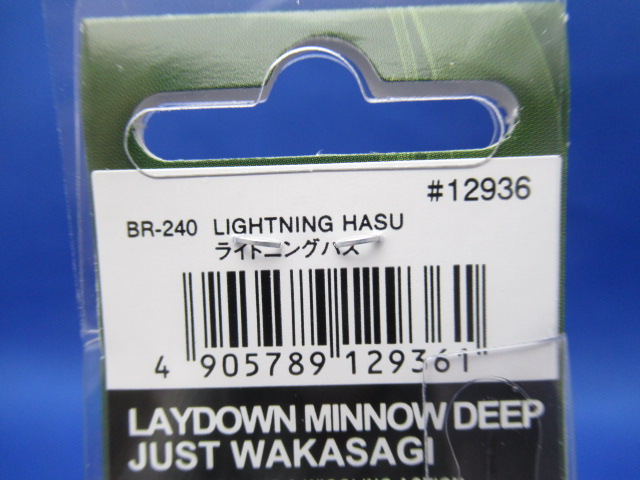 #12936
BR-240 LIGHTNING HASU
ライトニングハス
4 905789 129361
LAYDOWN MINNOW DEEP
JUST WAKASAGI